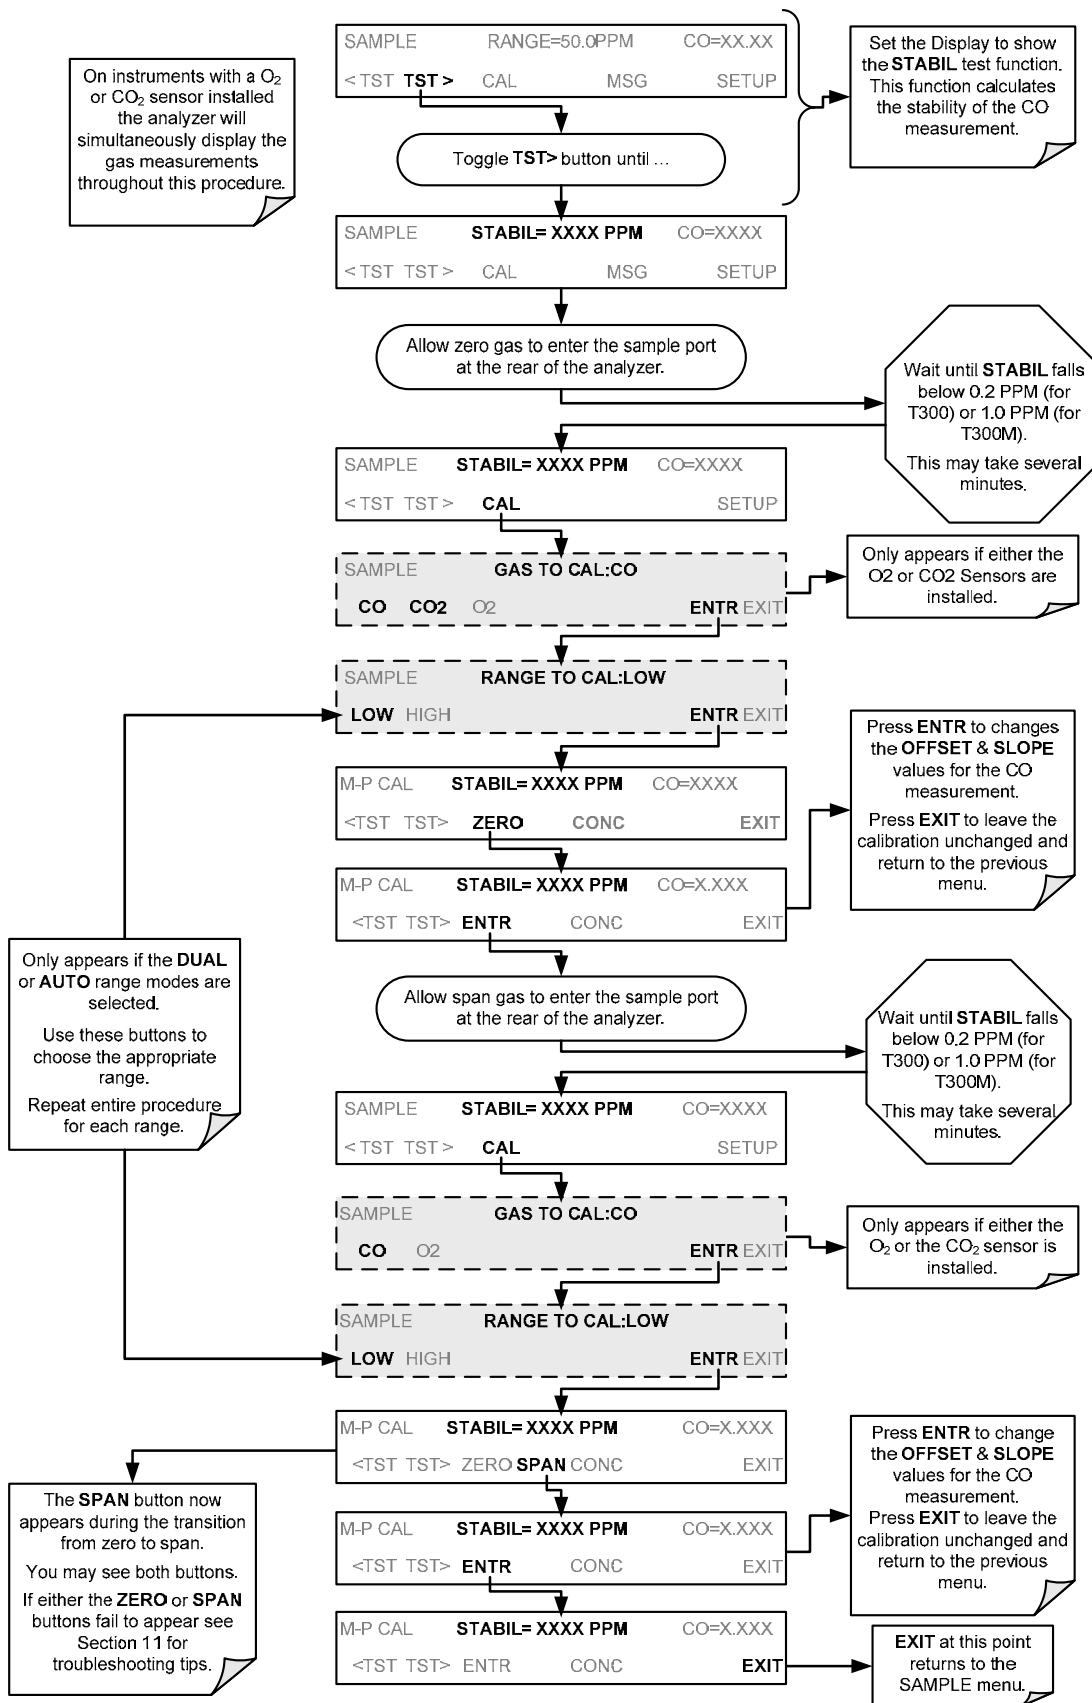 SAMPLE RANGE=50.0PPM CO=XX.XX
< TST TST > CAL MSG SETUP
Set the Display to show
the STABIL test function.
This function calculates
the stability of the CO
measurement.
On instruments with a O₂
or CO₂ sensor installed
the analyzer will
simultaneously display the
gas measurements
throughout this procedure.
Toggle TST> button until ...
SAMPLE STABIL= XXXX PPM CO=XXXX
< TST TST > CAL MSG SETUP
Allow zero gas to enter the sample port
at the rear of the analyzer.
Wait until STABIL falls
below 0.2 PPM (for
T300) or 1.0 PPM (for
T300M).
This may take several
minutes.
SAMPLE STABIL= XXXX PPM CO=XXXX
< TST TST > CAL SETUP
SAMPLE GAS TO CAL:CO
CO CO2 O2 ENTR EXIT
Only appears if either the
O2 or CO2 Sensors are
installed.
SAMPLE RANGE TO CAL:LOW
LOW HIGH ENTR EXIT
M-P CAL STABIL= XXXX PPM CO=XXXX
<TST TST> ZERO CONC EXIT
Press ENTR to changes
the OFFSET & SLOPE
values for the CO
measurement.
Press EXIT to leave the
calibration unchanged and
return to the previous
menu.
M-P CAL STABIL= XXXX PPM CO=X.XXX
<TST TST> ENTR CONC EXIT
Only appears if the DUAL
or AUTO range modes are
selected.
Use these buttons to
choose the appropriate
range.
Repeat entire procedure
for each range.
Allow span gas to enter the sample port
at the rear of the analyzer.
Wait until STABIL falls
below 0.2 PPM (for
T300) or 1.0 PPM (for
T300M).
This may take several
minutes.
SAMPLE STABIL= XXXX PPM CO=XXXX
< TST TST > CAL SETUP
SAMPLE GAS TO CAL:CO
CO O2 ENTR EXIT
Only appears if either the
O₂ or the CO₂ sensor is
installed.
SAMPLE RANGE TO CAL:LOW
LOW HIGH ENTR EXIT
M-P CAL STABIL= XXXX PPM CO=X.XXX
<TST TST> ZERO SPAN CONC EXIT
The SPAN button now
appears during the transition
from zero to span.
You may see both buttons.
If either the ZERO or SPAN
buttons fail to appear see
Section 11 for
troubleshooting tips.
M-P CAL STABIL= XXXX PPM CO=X.XXX
<TST TST> ENTR CONC EXIT
Press ENTR to change
the OFFSET & SLOPE
values for the CO
measurement.
Press EXIT to leave the
calibration unchanged and
return to the previous
menu.
M-P CAL STABIL= XXXX PPM CO=X.XXX
<TST TST> ENTR CONC EXIT
EXIT at this point
returns to the
SAMPLE menu.